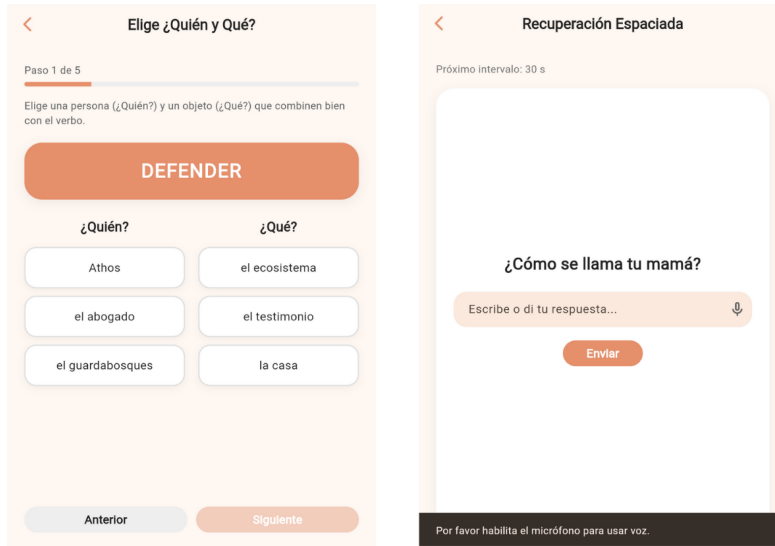 Elige ¿Quién y Qué?
Paso 1 de 5
Elige una persona (¿Quién?) y un objeto (¿Qué?) que combinen bien
con el verbo.
DEFENDER
¿Quién?
¿Qué?
Athos
el ecosistema
el abogado
el testimonio
el guardabosques
la casa
Anterior
Siguiente
Recuperación Espaciada
Próximo intervalo: 30 s
¿Cómo se llama tu mamá?
Escribe o di tu respuesta...
Enviar
Por favor habilita el micrófono para usar voz.